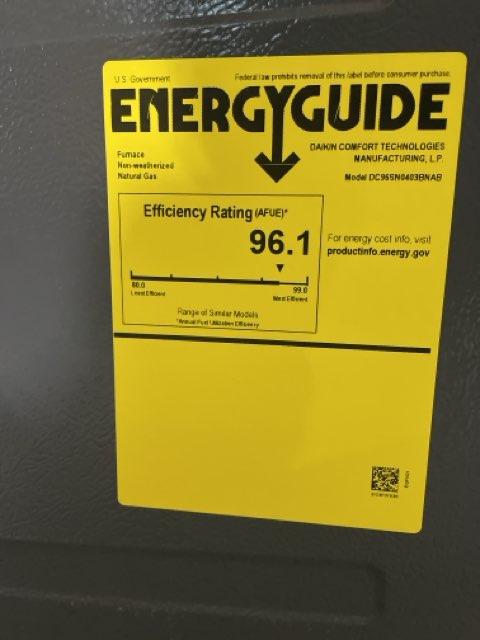 U.S. Government Federal law prohibits removal of this label before consumer purchase.
ENERGYGUIDE
Furnace
Non-weatherized
Natural Gas
DAIKIN COMFORT TECHNOLOGIES
MANUFACTURING, L.P.
Model DC96SN0403BNAB
Efficiency Rating (AFUE)*
96.1
80.0 99.0
Least Efficient Most Efficient
Range of Similar Models
*Annual Fuel Utilization Efficiency
For energy cost info, visit
productinfo.energy.gov